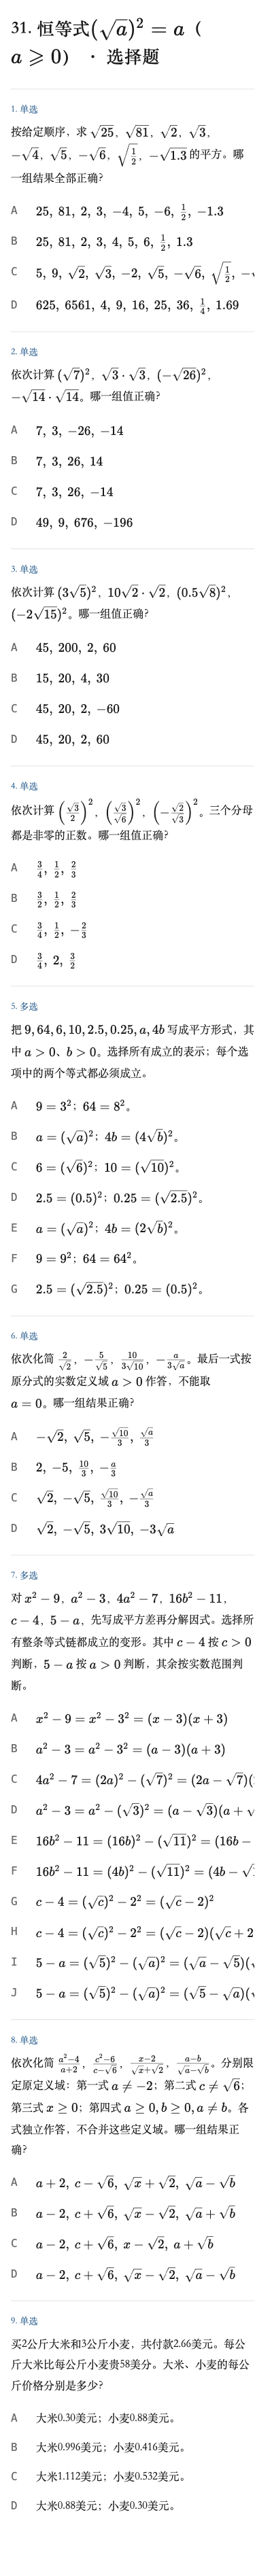 31. 恒等式(√a)² = a（
a ⩾ 0） · 选择题
1. 单选
按给定顺序，求 √25，√81，√2，√3，
−√4，√5，−√6，√(1/2)，−√1.3 的平方。哪
一组结果全部正确?
A 25, 81, 2, 3, −4, 5, −6, 1/2, −1.3
B 25, 81, 2, 3, 4, 5, 6, 1/2, 1.3
C 5, 9, √2, √3, −2, √5, −√6, √(1/2), −
D 625, 6561, 4, 9, 16, 25, 36, 1/4, 1.69
2. 单选
依次计算 (√7)²，√3 · √3，(−√26)²，
−√14 · √14。哪一组值正确?
A 7, 3, −26, −14
B 7, 3, 26, 14
C 7, 3, 26, −14
D 49, 9, 676, −196
3. 单选
依次计算 (3√5)²，10√2 · √2，(0.5√8)²，
(−2√15)²。哪一组值正确?
A 45, 200, 2, 60
B 15, 20, 4, 30
C 45, 20, 2, −60
D 45, 20, 2, 60
4. 单选
依次计算 (√3/2)²，(√3/√6)²，(−√2/√3)²。三个分母
都是非零的正数。哪一组值正确?
A 3/4, 1/2, 2/3
B 3/2, 1/2, 2/3
C 3/4, 1/2, −2/3
D 3/4, 2, 3/2
5. 多选
把 9, 64, 6, 10, 2.5, 0.25, a, 4b 写成平方形式，其
中 a > 0、b > 0。选择所有成立的表示；每个选
项中的两个等式都必须成立。
A 9 = 3²；64 = 8²。
B a = (√a)²；4b = (4√b)²。
C 6 = (√6)²；10 = (√10)²。
D 2.5 = (0.5)²；0.25 = (√2.5)²。
E a = (√a)²；4b = (2√b)²。
F 9 = 9²；64 = 64²。
G 2.5 = (√2.5)²；0.25 = (0.5)²。
6. 单选
依次化简 2/√2，−5/√5，10/(3√10)，−a/(3√a)。最后一式按
原分式的实数定义域 a > 0 作答，不能取
a = 0。哪一组结果正确?
A −√2, √5, −√10/3, √a/3
B 2, −5, 10/3, −a/3
C √2, −√5, √10/3, −√a/3
D √2, −√5, 3√10, −3√a
7. 多选
对 x² − 9，a² − 3，4a² − 7，16b² − 11，
c − 4，5 − a，先写成平方差再分解因式。选择所
有整条等式链都成立的变形。其中 c − 4 按 c > 0
判断，5 − a 按 a > 0 判断，其余按实数范围判
断。
A x² − 9 = x² − 3² = (x − 3)(x + 3)
B a² − 3 = a² − 3² = (a − 3)(a + 3)
C 4a² − 7 = (2a)² − (√7)² = (2a − √7)(
D a² − 3 = a² − (√3)² = (a − √3)(a + √
E 16b² − 11 = (16b)² − (√11)² = (16b −
F 16b² − 11 = (4b)² − (√11)² = (4b − √
G c − 4 = (√c)² − 2² = (√c − 2)²
H c − 4 = (√c)² − 2² = (√c − 2)(√c + 2
I 5 − a = (√5)² − (√a)² = (√a − √5)(√
J 5 − a = (√5)² − (√a)² = (√5 − √a)(√
8. 单选
依次化简 (a²−4)/(a+2)，(c²−6)/(c−√6)，(x−2)/(√x+√2)，(a−b)/(√a−√b)。分别限
定原定义域：第一式 a ≠ −2；第二式 c ≠ √6；
第三式 x ≥ 0；第四式 a ≥ 0, b ≥ 0, a ≠ b。各
式独立作答，不合并这些定义域。哪一组结果正
确?
A a + 2, c − √6, √x + √2, √a − √b
B a − 2, c + √6, √x − √2, √a + √b
C a − 2, c + √6, x − √2, a + √b
D a − 2, c + √6, √x − √2, √a − √b
9. 单选
买2公斤大米和3公斤小麦，共付款2.66美元。每公
斤大米比每公斤小麦贵58美分。大米、小麦的每公
斤价格分别是多少?
A 大米0.30美元；小麦0.88美元。
B 大米0.996美元；小麦0.416美元。
C 大米1.112美元；小麦0.532美元。
D 大米0.88美元；小麦0.30美元。